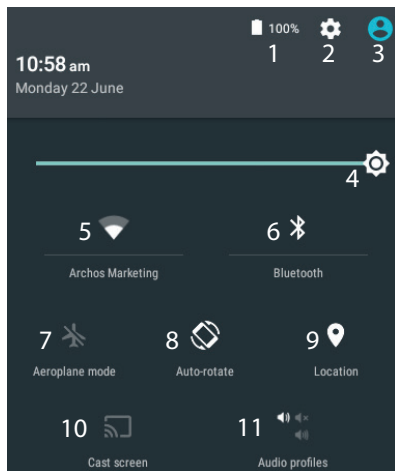 100%
1 2 3
10:58 am
Monday 22 June
4
5 6
Archos Marketing Bluetooth
7 8 9
Aeroplane mode Auto-rotate Location
10 11
Cast screen Audio profiles